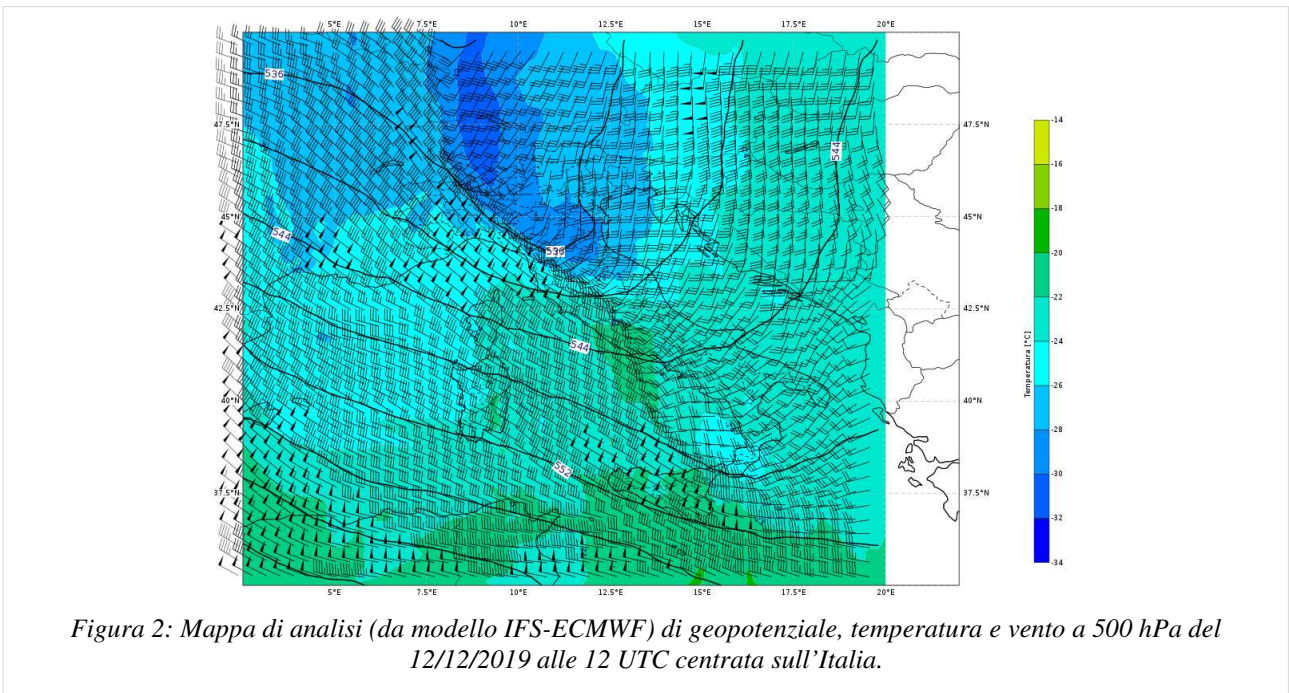 5°E 7.5°E 10°E 12.5°E 15°E 17.5°E 20°E
536
47.5°N 47.5°N
544
45°N 45°N
544
536
42.5°N 42.5°N
544
40°N 40°N
552
37.5°N 37.5°N
5°E 7.5°E 10°E 12.5°E 15°E 17.5°E 20°E
Temperatura [°C]
-14
-16
-18
-20
-22
-24
-26
-28
-30
-32
-34
Figura 2: Mappa di analisi (da modello IFS-ECMWF) di geopotenziale, temperatura e vento a 500 hPa del
12/12/2019 alle 12 UTC centrata sull’Italia.